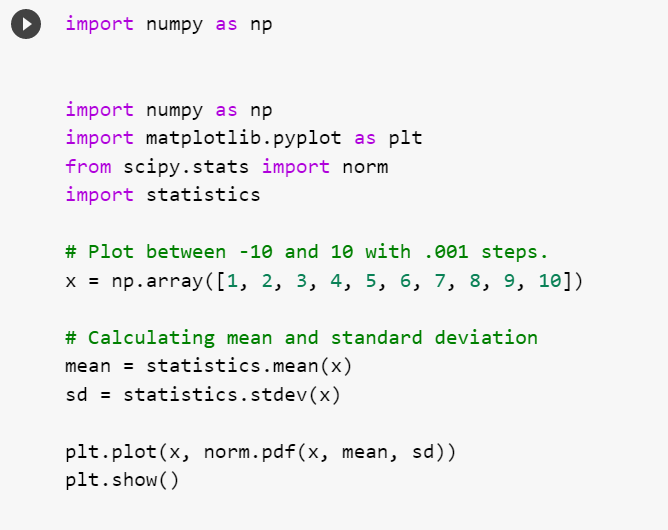 import numpy as np
import numpy as np
import matplotlib.pyplot as plt
from scipy.stats import norm
import statistics
# Plot between -10 and 10 with .001 steps.
x = np.array([1, 2, 3, 4, 5, 6, 7, 8, 9, 10])
# Calculating mean and standard deviation
mean = statistics.mean(x)
sd = statistics.stdev(x)
plt.plot(x, norm.pdf(x, mean, sd))
plt.show()